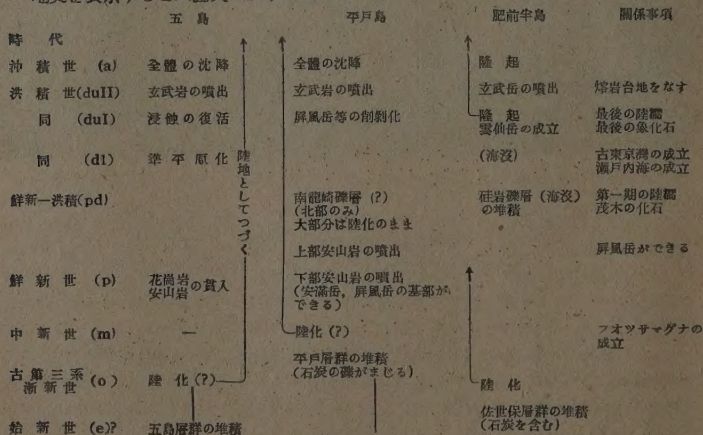 五島 平戸島 肥前半島 關係事項
時代
沖積世(a) 全體の沈降 全體の沈降 隆起
洪積世(duII) 玄武岩の噴出 玄武岩の噴出 玄武岳の噴出 熔岩台地をなす
同(duI) 浸蝕の復活 屏風岳等の削剝化 隆起 最後の陸繼
雲仙岳の成立 最後の象化石
同(dl) 準平原化 (海沒) 古東京灣の成立
瀨戸内海の成立
陸地としてつづく
鮮新一洪積(pd) 南龍崎礫層(?) 硅岩礫層(海沒) 第一期の陸繼
(北部のみ) の堆積 茂木の化石
大部分は陸化のまま
上部安山岩の噴出 屏風岳ができる
鮮新世(p) 花崗岩 安山岩 の貫入 下部安山岩の噴出
(安滿岳,屏風岳の基部が
できる)
中新世(m) ― 陸化(?) フオツサマグナの
成立
平戸層群の堆積
(石炭の礫がまじる)
古第三系
漸新世(o) 陸化(?) 陸化
佐世保層群の堆積
(石炭を含む)
始新世(e)? 五島層群の堆積